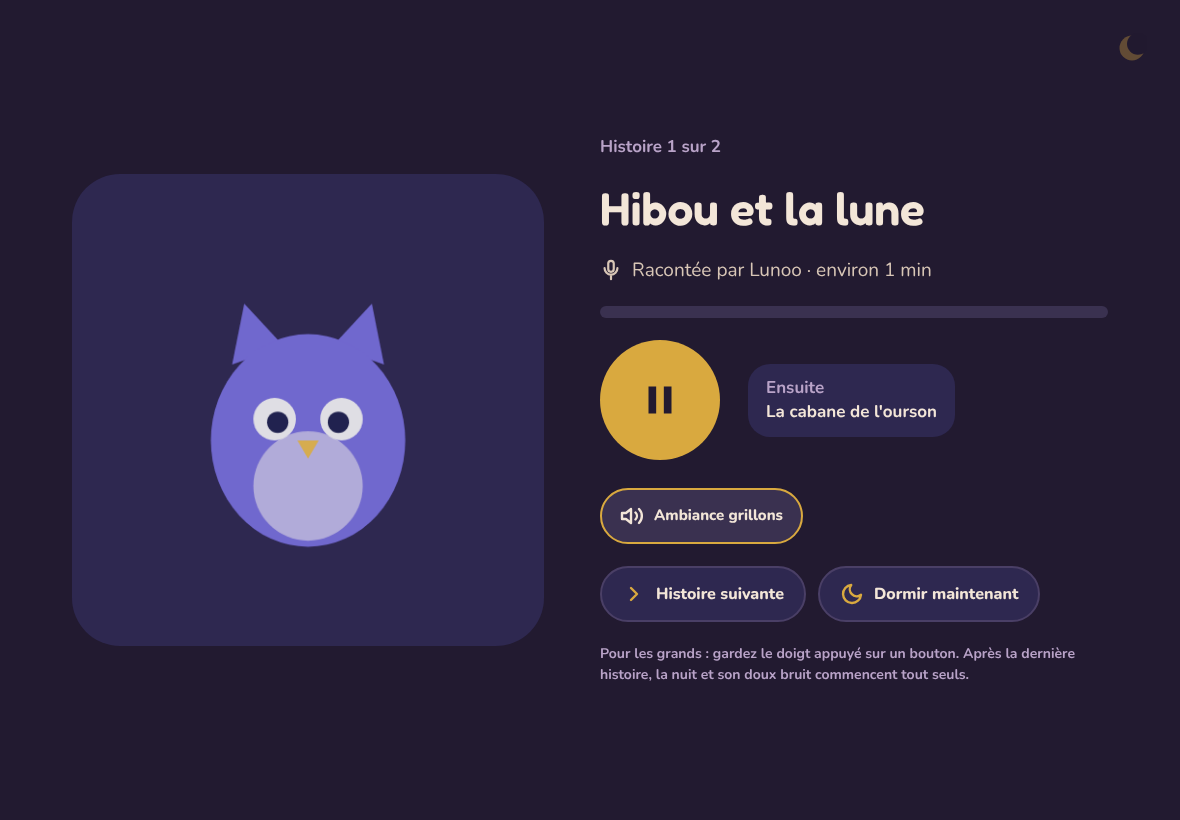 Histoire 1 sur 2
Hibou et la lune
Racontée par Lunoo · environ 1 min
Ensuite
La cabane de l'ourson
Ambiance grillons
Histoire suivante
Dormir maintenant
Pour les grands : gardez le doigt appuyé sur un bouton. Après la dernière
histoire, la nuit et son doux bruit commencent tout seuls.